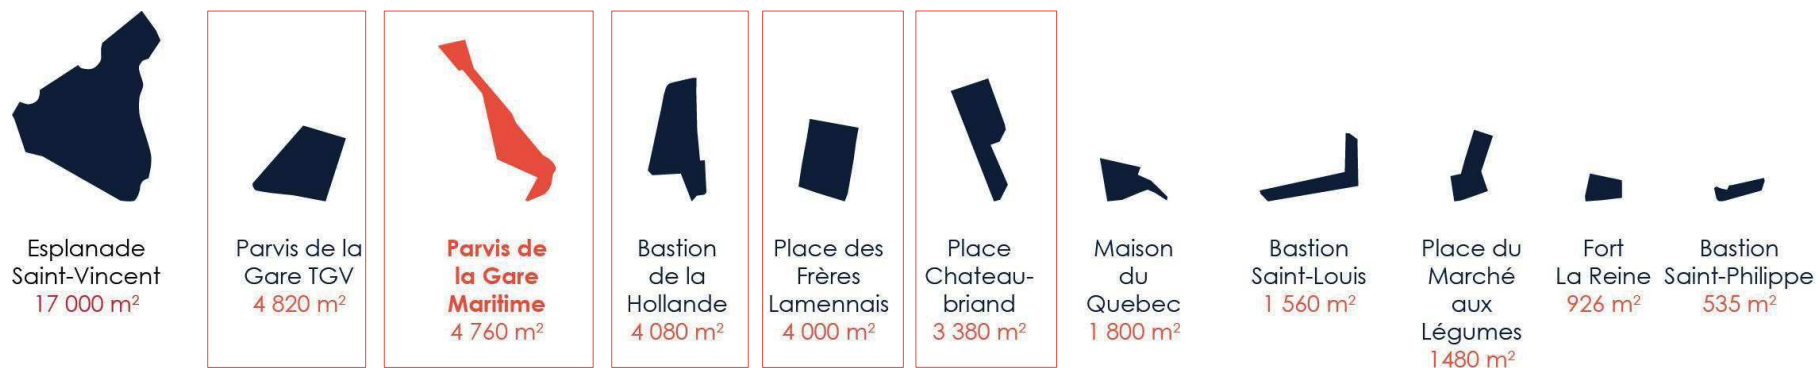 Esplanade
Saint-Vincent
17 000 m²
Parvis de la
Gare TGV
4 820 m²
Parvis de
la Gare
Maritime
4 760 m²
Bastion
de la
Hollande
4 080 m²
Place des
Frères
Lamennais
4 000 m²
Place
Chateau-
briand
3 380 m²
Maison
du
Quebec
1 800 m²
Bastion
Saint-Louis
1 560 m²
Place du
Marché
aux
Légumes
1480 m²
Fort
La Reine
926 m²
Bastion
Saint-Philippe
535 m²